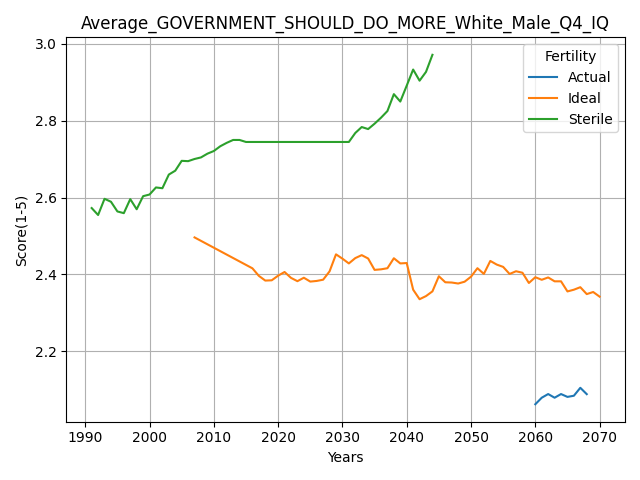 Average_GOVERNMENT_SHOULD_DO_MORE_White_Male_Q4_IQ
3.0
2.8
2.6
2.4
2.2
Score(1-5)
Fertility
Actual
Ideal
Sterile
1990 2000 2010 2020 2030 2040 2050 2060 2070
Years